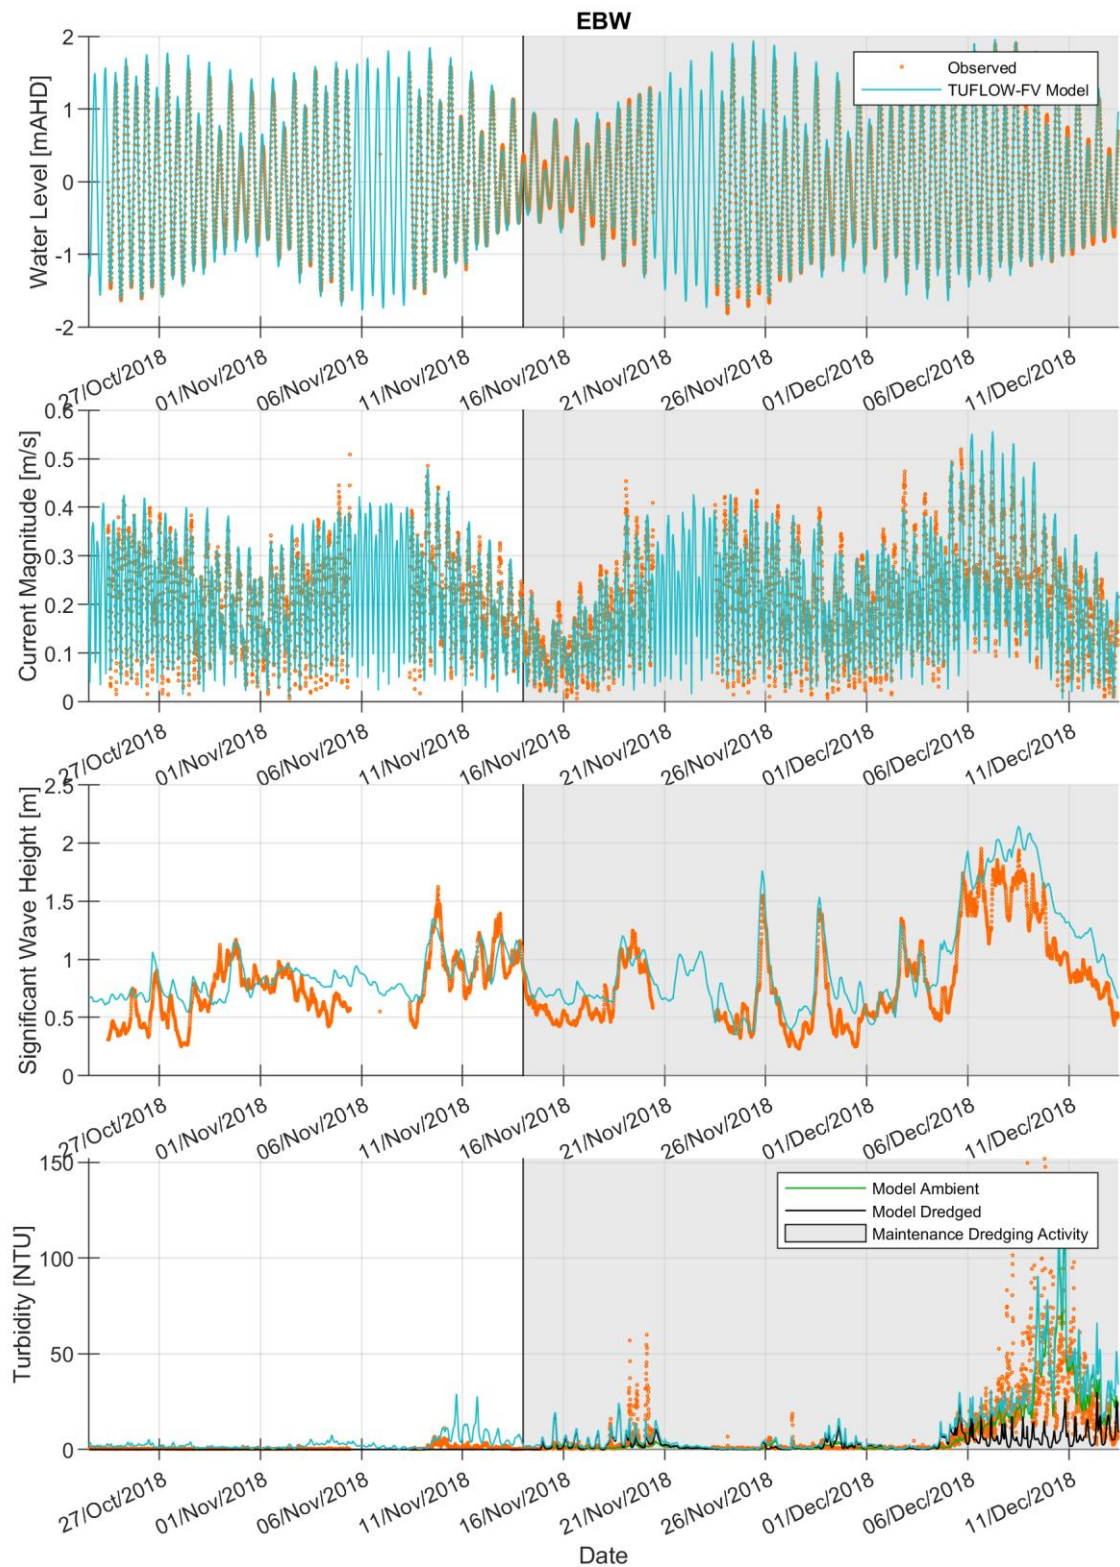 EBW
Water Level [mAHD]
2
1
0
-1
-2
Observed
TUFLOW-FV Model
27/Oct/2018
01/Nov/2018
06/Nov/2018
11/Nov/2018
16/Nov/2018
21/Nov/2018
26/Nov/2018
01/Dec/2018
06/Dec/2018
11/Dec/2018
Current Magnitude [m/s]
0.6
0.5
0.4
0.3
0.2
0.1
0
27/Oct/2018
01/Nov/2018
06/Nov/2018
11/Nov/2018
16/Nov/2018
21/Nov/2018
26/Nov/2018
01/Dec/2018
06/Dec/2018
11/Dec/2018
Significant Wave Height [m]
2.5
2
1.5
1
0.5
0
27/Oct/2018
01/Nov/2018
06/Nov/2018
11/Nov/2018
16/Nov/2018
21/Nov/2018
26/Nov/2018
01/Dec/2018
06/Dec/2018
11/Dec/2018
Turbidity [NTU]
150
100
50
0
Model Ambient
Model Dredged
Maintenance Dredging Activity
27/Oct/2018
01/Nov/2018
06/Nov/2018
11/Nov/2018
16/Nov/2018
21/Nov/2018
26/Nov/2018
01/Dec/2018
06/Dec/2018
11/Dec/2018
Date